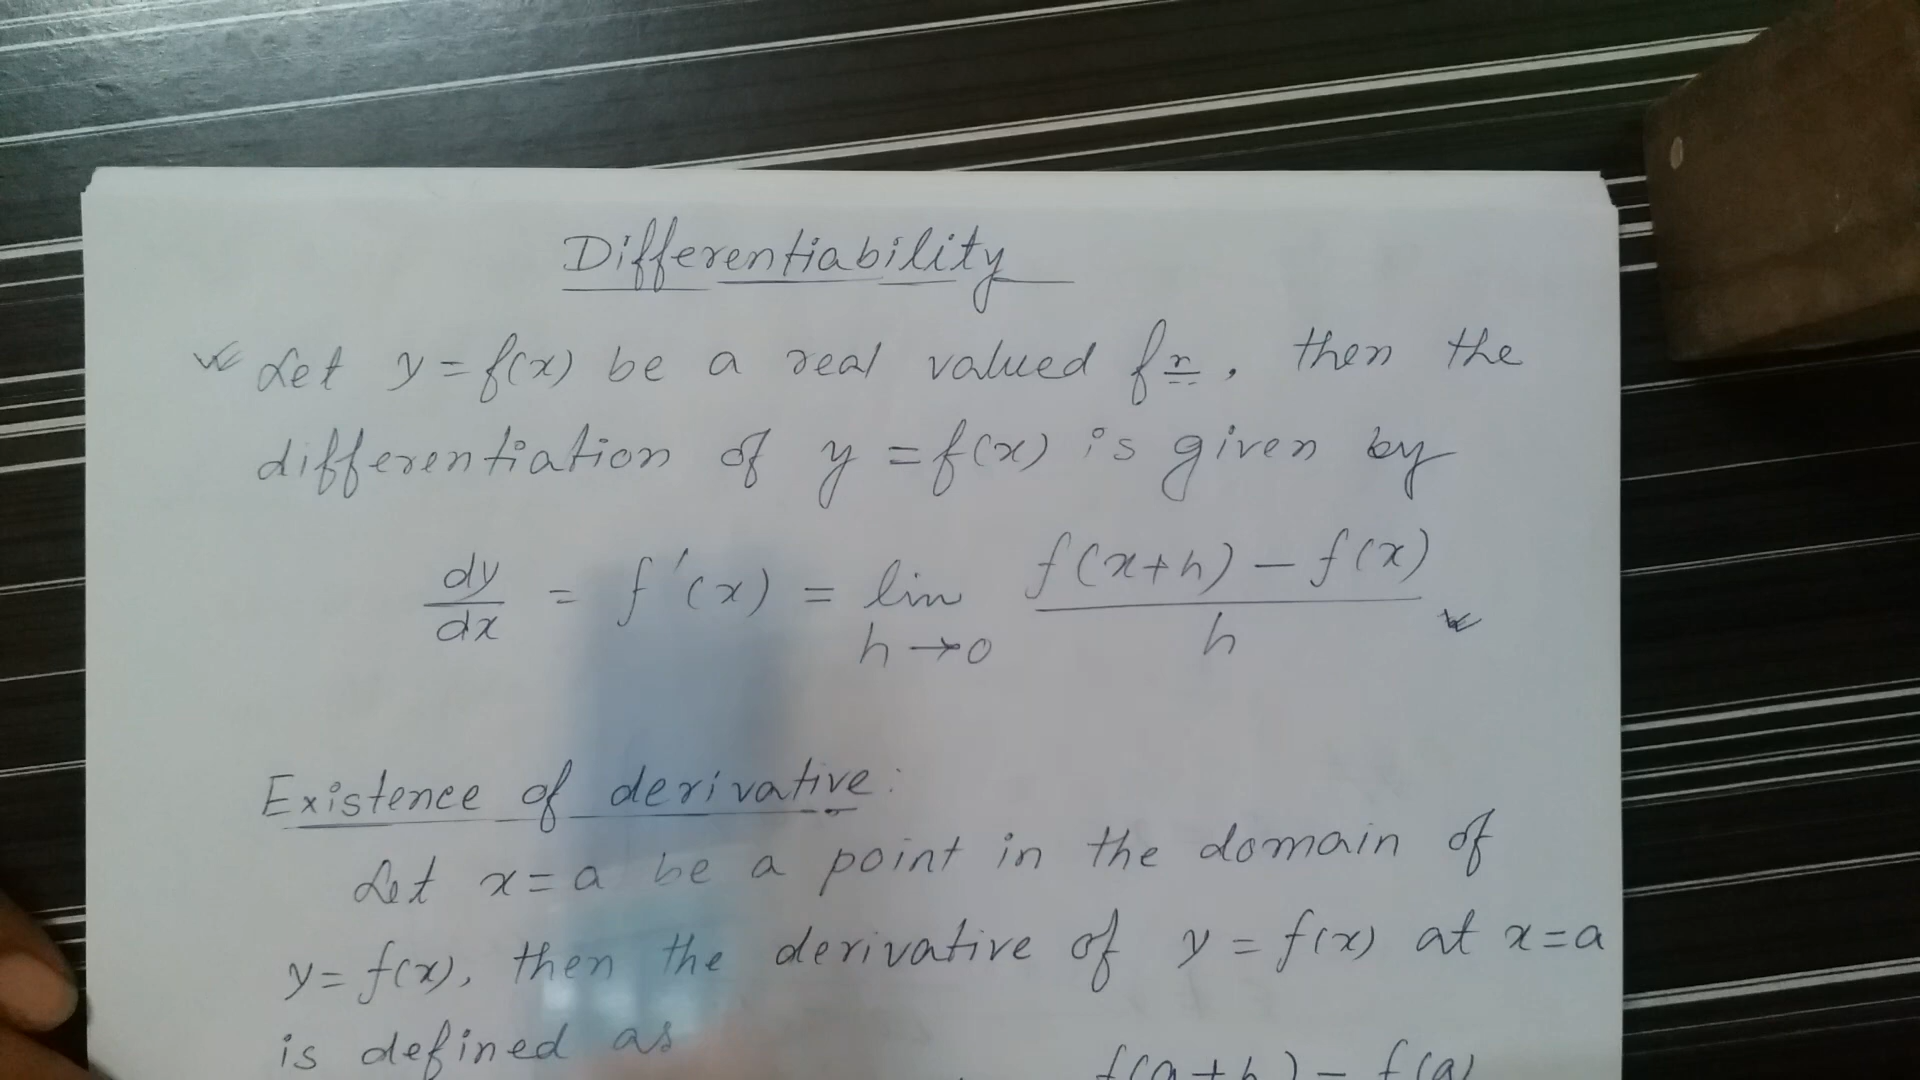 Differentiability
Let y = f(x) be a real valued fn, then the
differentiation of y = f(x) is given by
dy/dx = f'(x) = lim h→0 f(x+h) - f(x) / h
Existence of derivative:
Let x = a be a point in the domain of
y = f(x), then the derivative of y = f(x) at x = a
is defined as
f(a+h) - f(a)